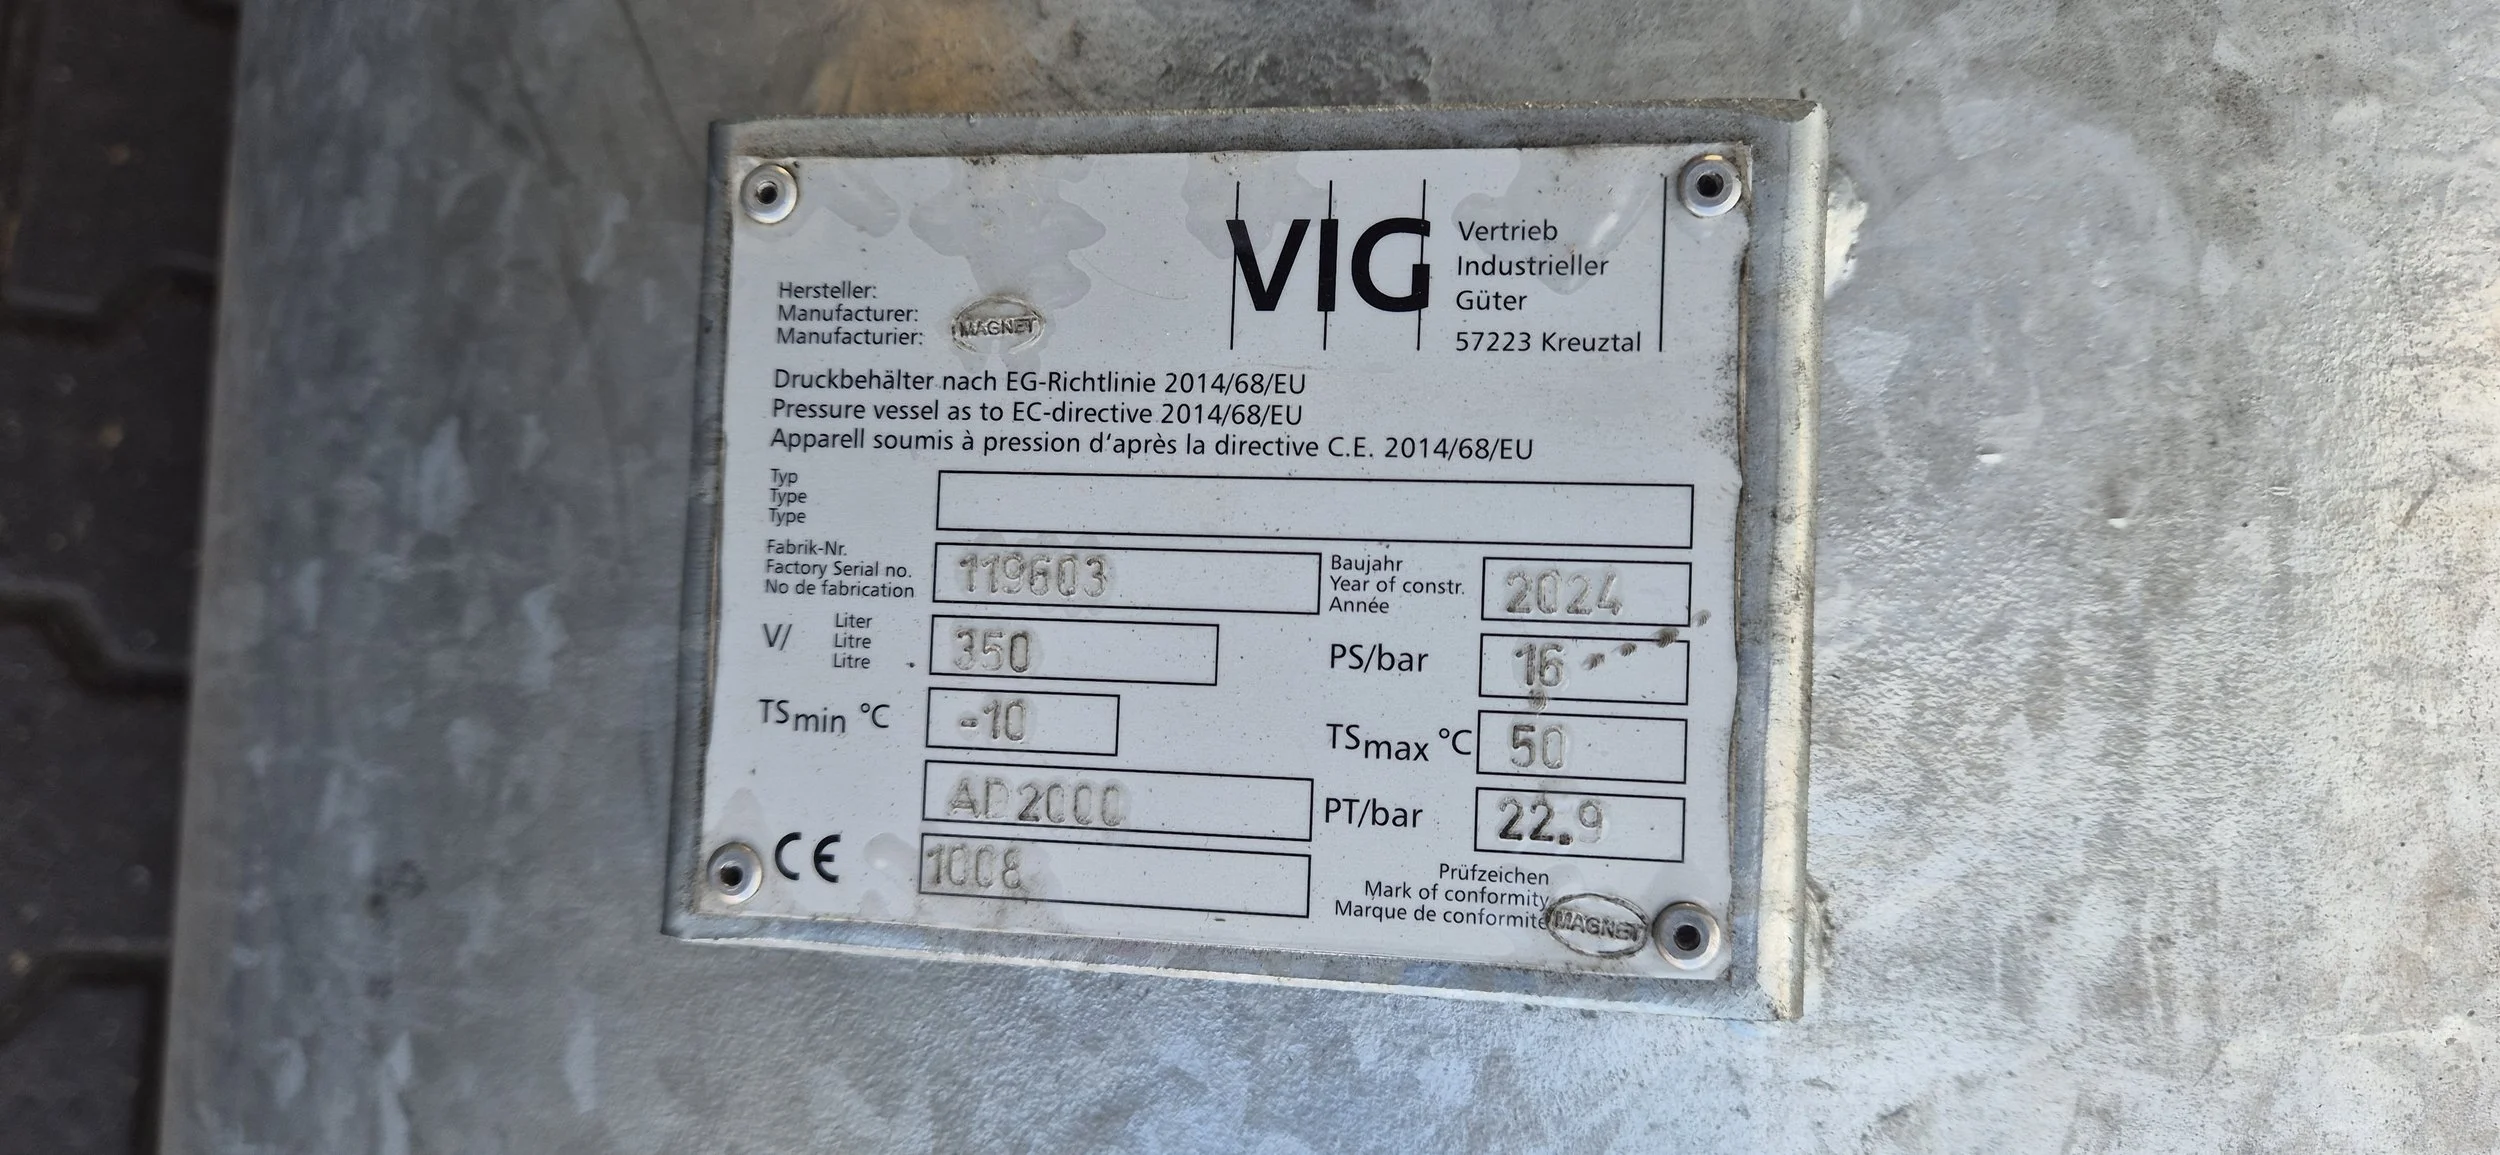 VIG
Vertrieb
Industrieller
Güter
57223 Kreuztal
Hersteller:
Manufacturer:
Manufacturier:
MAGNET
Druckbehälter nach EG-Richtlinie 2014/68/EU
Pressure vessel as to EC-directive 2014/68/EU
Apparell soumis à pression d'après la directive C.E. 2014/68/EU
Typ
Type
Type
Fabrik-Nr.
Factory Serial no.
No de fabrication
119603
Baujahr
Year of constr.
Année
2024
V/
Liter
Litre
Litre
350
PS/bar
16
TSmin °C
-10
TSmax °C
50
AD2000
PT/bar
22.9
CE
1008
Prüfzeichen
Mark of conformity
Marque de conformité
MAGNET